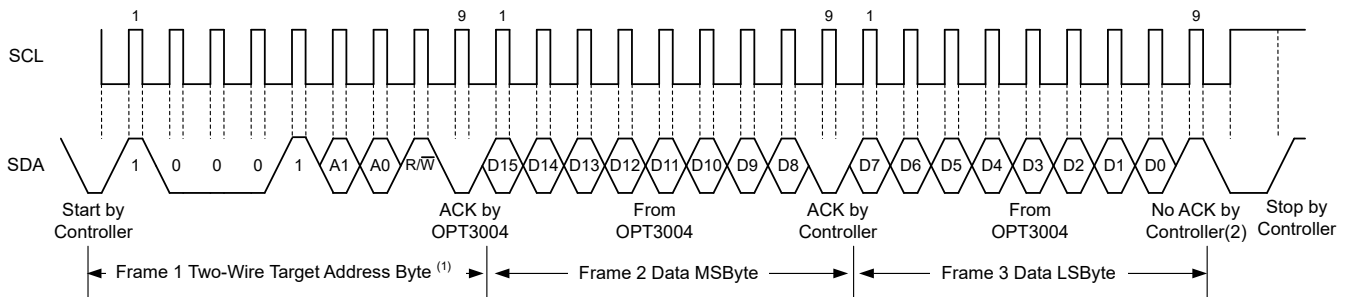 1 9 1 9 1 9
SCL
SDA
1 0 0 0 1 A1 A0 R/W̅ D15 D14 D13 D12 D11 D10 D9 D8 D7 D6 D5 D4 D3 D2 D1 D0
Start by
Controller
ACK by
OPT3004
From
OPT3004
ACK by
Controller
From
OPT3004
No ACK by
Controller(2)
Stop by
Controller
Frame 1 Two-Wire Target Address Byte (1)
Frame 2 Data MSByte
Frame 3 Data LSByte